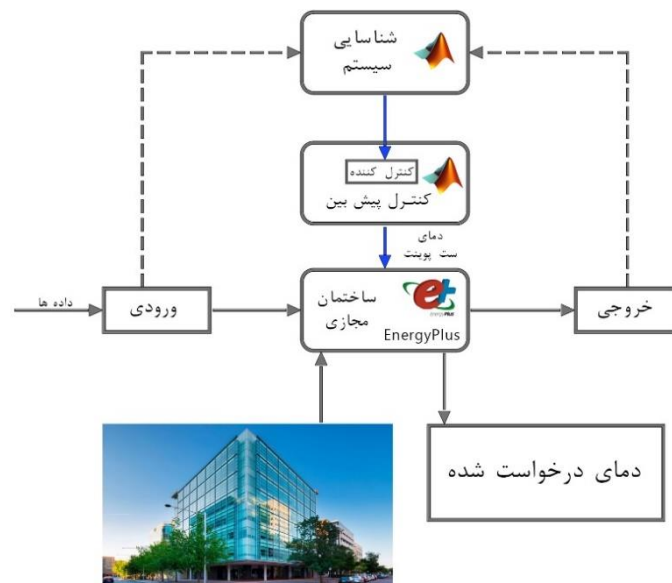 شناسایی
سیستم
کنترل کننده
کنترل پیش بین
دمای
ست پوینت
داده ها
ورودی
ساختمان
مجازی
e+
EnergyPlus
EnergyPlus
خروجی
دمای درخواست شده